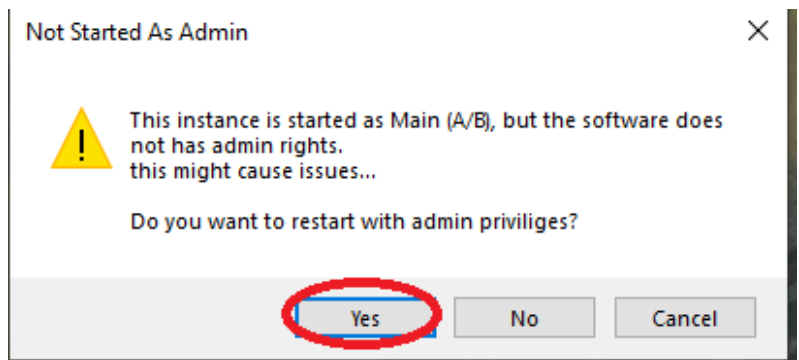 Not Started As Admin
This instance is started as Main (A/B), but the software does
not has admin rights.
this might cause issues...
Do you want to restart with admin priviliges?
Yes
No
Cancel